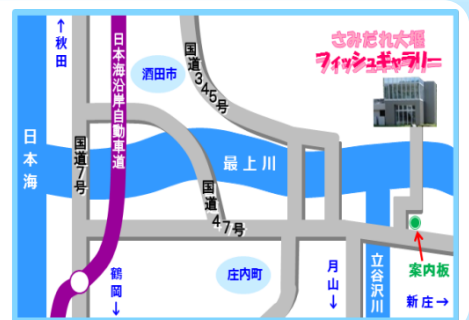 さみだれ大堰
フィッシュギャラリー
↑秋田
日本海沿岸自動車道
国道345号
酒田市
日本海
国道7号
最上川
国道47号
鶴岡↓
庄内町
月山↓
立谷沢川
案内板
新庄→